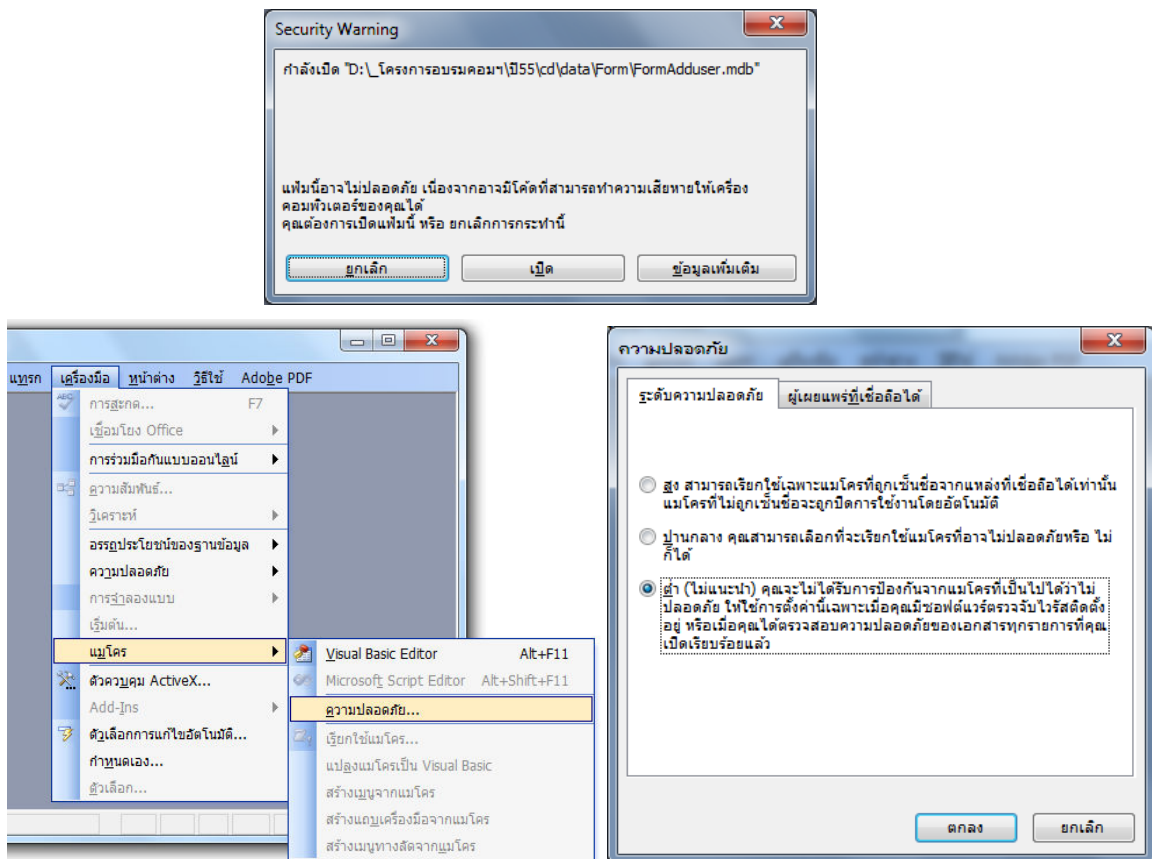 Security Warning
กำลังเปิด "D:\_โครงการอบรมคอมฯ\ปี55\cd\data\Form\FormAdduser.mdb"
แฟ้มนี้อาจไม่ปลอดภัย เนื่องจากอาจมีโค้ดที่สามารถทำความเสียหายให้เครื่อง
คอมพิวเตอร์ของคุณได้
คุณต้องการเปิดแฟ้มนี้ หรือ ยกเลิกการกระทำนี้
ยกเลิก
เปิด
ข้อมูลเพิ่มเติม
แทรก เครื่องมือ หน้าต่าง วิธีใช้ Adobe PDF
การสะกด... F7
เชื่อมโยง Office
การร่วมมือกันแบบออนไลน์
ความสัมพันธ์...
วิเคราะห์
อรรถประโยชน์ของฐานข้อมูล
ความปลอดภัย
การจำลองแบบ
เริ่มต้น...
แมโคร
ตัวควบคุม ActiveX...
Add-Ins
ตัวเลือกการแก้ไขอัตโนมัติ...
กำหนดเอง...
ตัวเลือก...
Visual Basic Editor Alt+F11
Microsoft Script Editor Alt+Shift+F11
ความปลอดภัย...
เรียกใช้แมโคร...
แปลงแมโครเป็น Visual Basic
สร้างเมนูจากแมโคร
สร้างแถบเครื่องมือจากแมโคร
สร้างเมนูทางลัดจากแมโคร
ความปลอดภัย
ระดับความปลอดภัย
ผู้เผยแพร่ที่เชื่อถือได้
สูง สามารถเรียกใช้เฉพาะแมโครที่ถูกเซ็นชื่อจากแหล่งที่เชื่อถือได้เท่านั้น
แมโครที่ไม่ถูกเซ็นชื่อจะถูกปิดการใช้งานโดยอัตโนมัติ
ปานกลาง คุณสามารถเลือกที่จะเรียกใช้แมโครที่อาจไม่ปลอดภัยหรือ ไม่
ก็ได้
ต่ำ (ไม่แนะนำ) คุณจะไม่ได้รับการป้องกันจากแมโครที่เป็นไปได้ว่าไม่
ปลอดภัย ให้ใช้การตั้งค่านี้เฉพาะเมื่อคุณมีซอฟต์แวร์ตรวจจับไวรัสติดตั้ง
อยู่ หรือเมื่อคุณได้ตรวจสอบความปลอดภัยของเอกสารทุกรายการที่คุณ
เปิดเรียบร้อยแล้ว
ตกลง
ยกเลิก